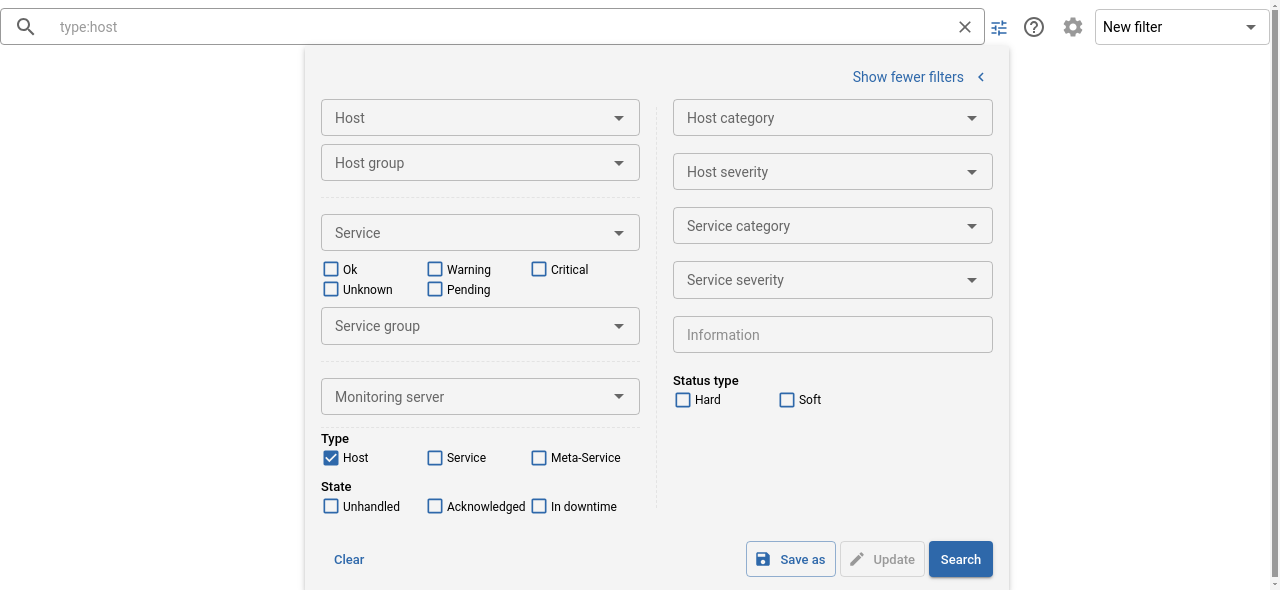 type:host
New filter
Show fewer filters
Host
Host category
Host group
Host severity
Service
Service category
Ok Warning Critical
Unknown Pending
Service severity
Service group
Information
Monitoring server
Status type
Hard Soft
Type
Host Service Meta-Service
State
Unhandled Acknowledged In downtime
Clear Save as Update Search